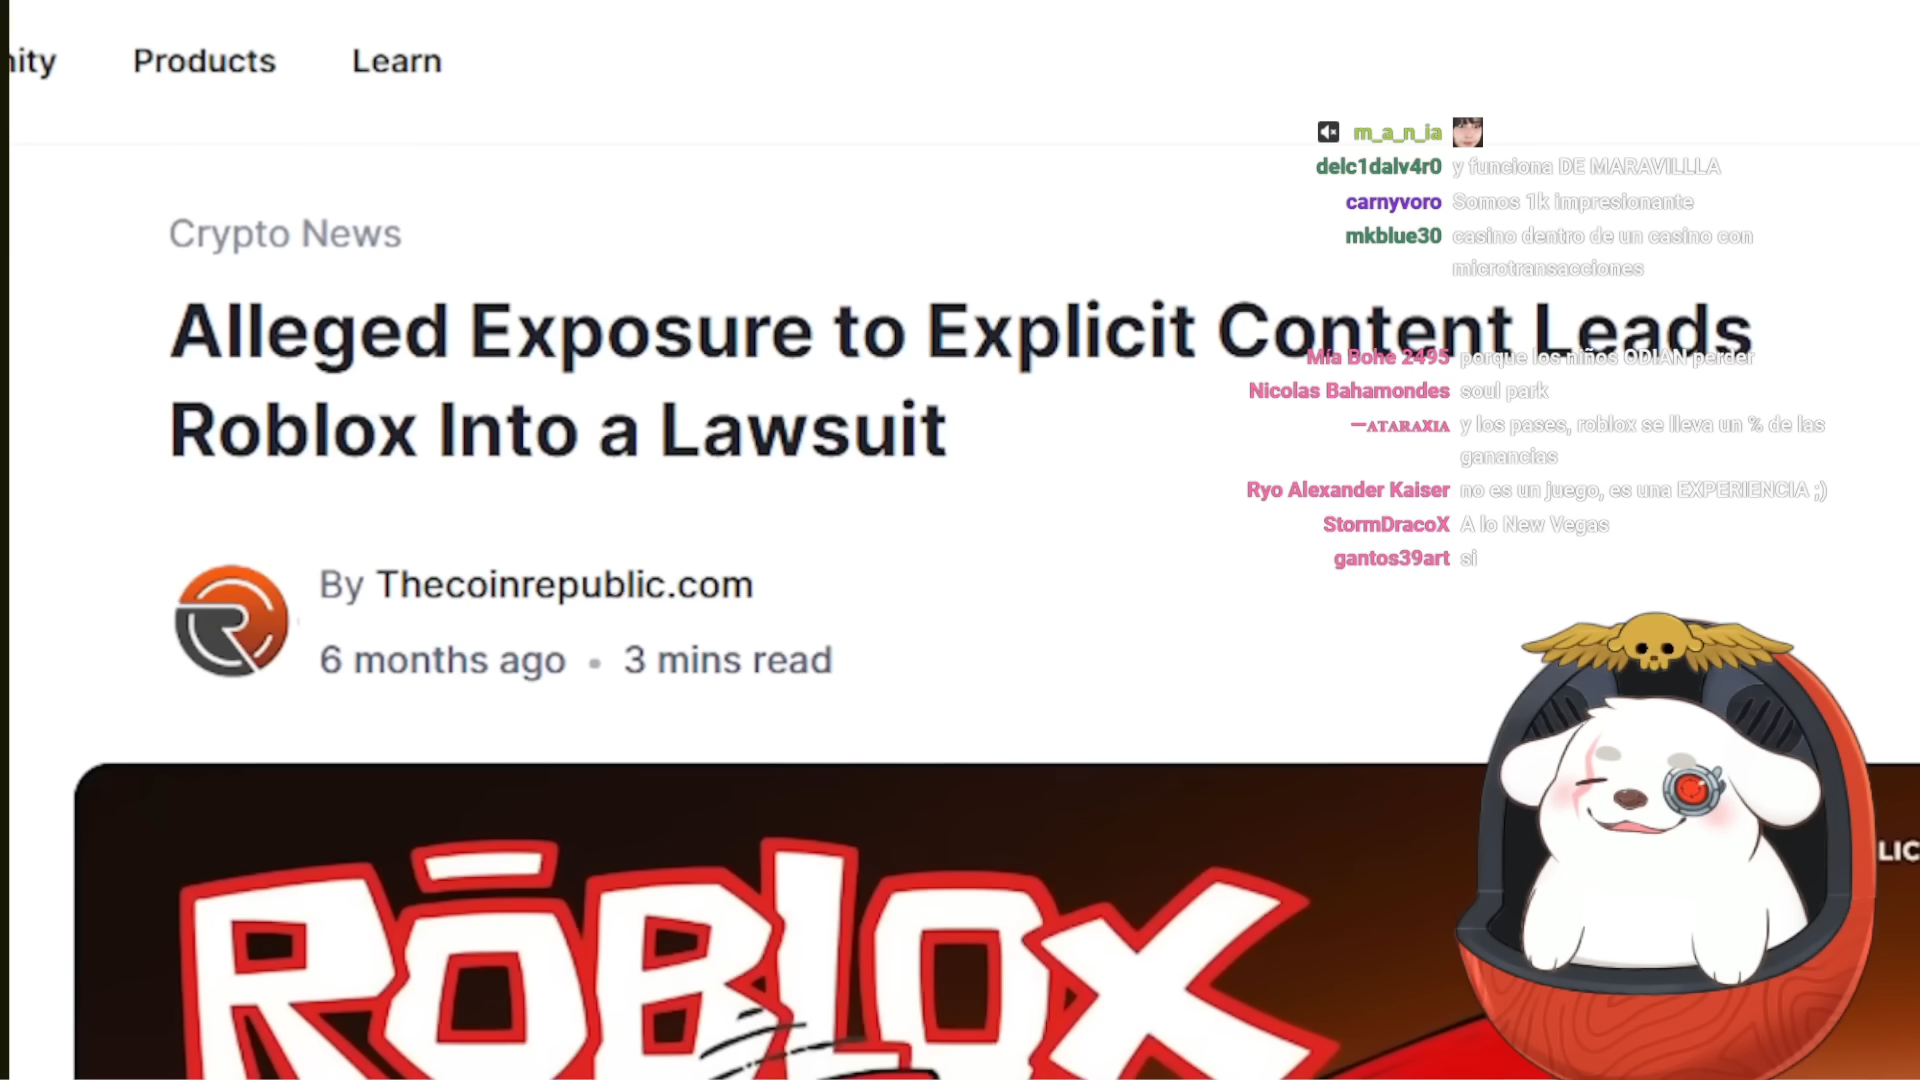 Products
Learn
m_a_n_ia
delc1dalv4r0 y funciona DE MARAVILLLA
carnyvoro Somos 1k impresionante
mkblue30 casino dentro de un casino con
microtransacciones
Crypto News
Alleged Exposure to Explicit Content Leads
Roblox Into a Lawsuit
Mía Bohe 2495 porque los niños ODIAN perder
Nicolas Bahamondes soul park
—ATARAXIA y los pases, roblox se lleva un % de las
ganancias
Ryo Alexander Kaiser no es un juego, es una EXPERIENCIA ;)
StormDracoX A lo New Vegas
gantos39art si
By Thecoinrepublic.com
6 months ago • 3 mins read
RŌBLOX